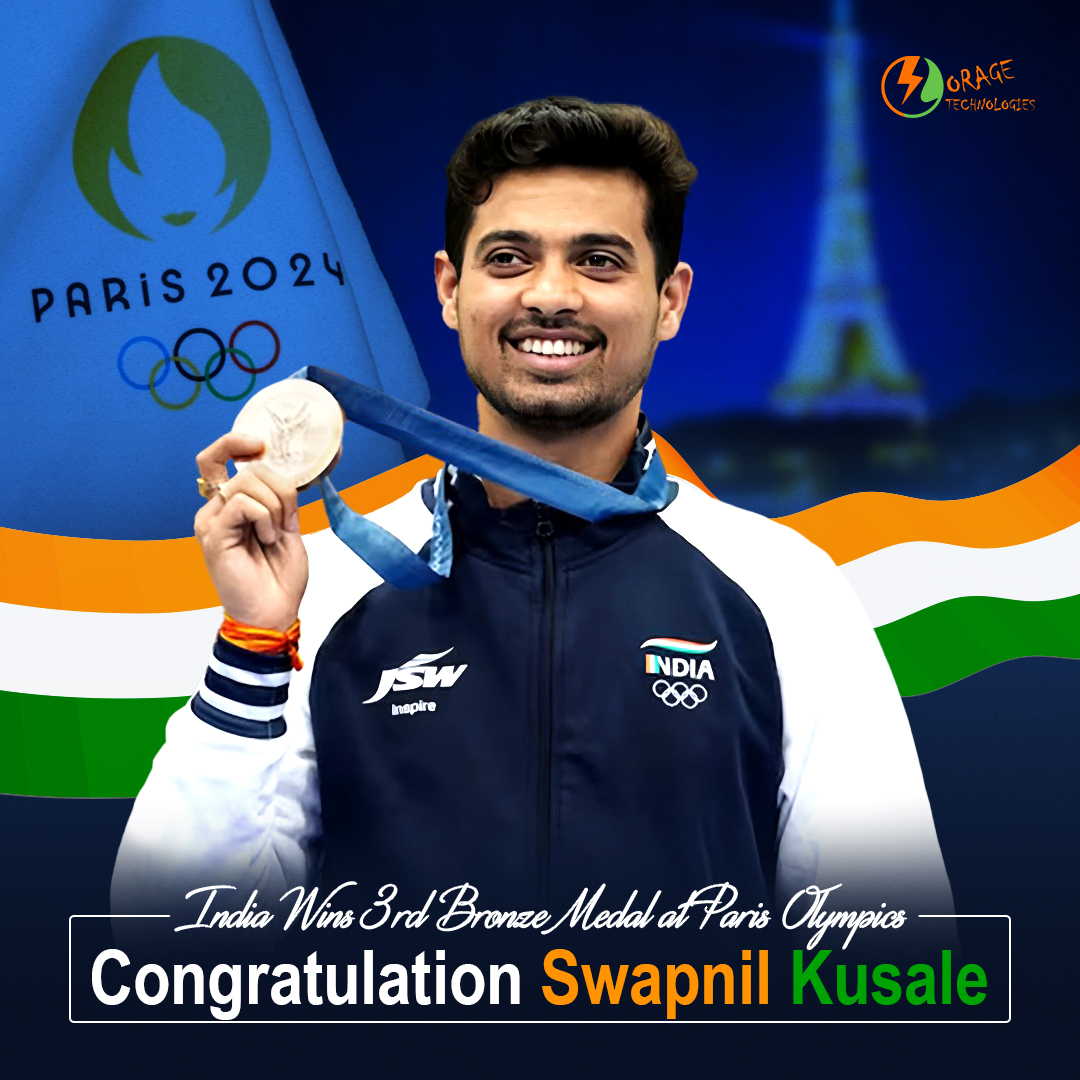 ORAGE
TECHNOLOGIES
PARIS 2024
JSW
Inspire
INDIA
India Wins 3rd Bronze Medal at Paris Olympics
Congratulation Swapnil Kusale